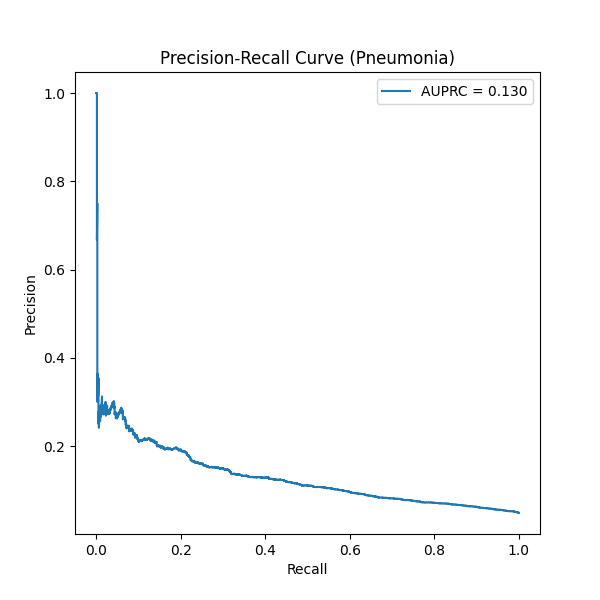 Precision-Recall Curve (Pneumonia)
AUPRC = 0.130
1.0
0.8
0.6
0.4
0.2
Precision
0.0 0.2 0.4 0.6 0.8 1.0
Recall